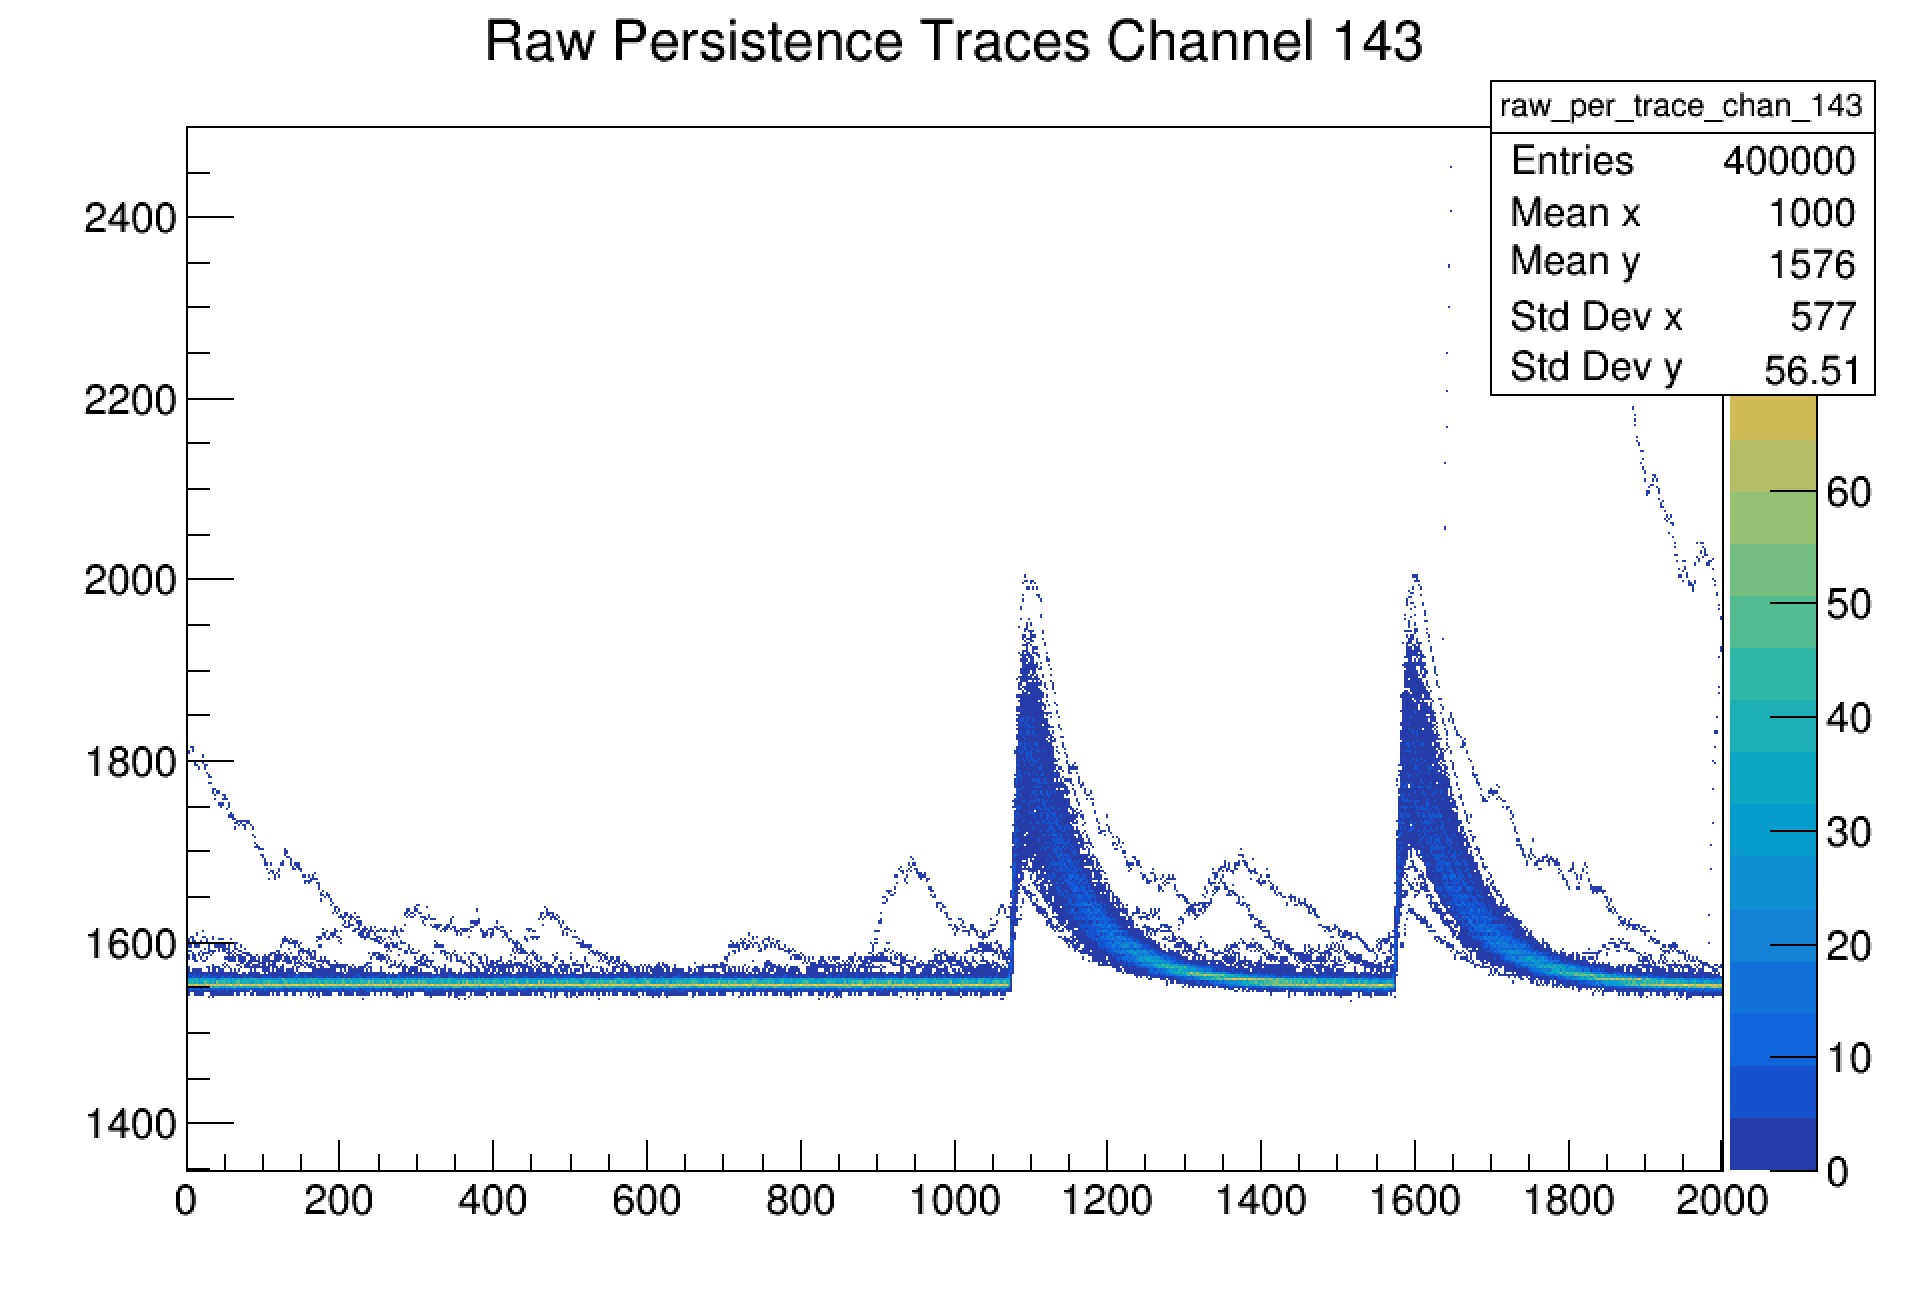 Raw Persistence Traces Channel 143
raw_per_trace_chan_143
Entries 400000
Mean x 1000
Mean y 1576
Std Dev x 577
Std Dev y 56.51
2400
2200
2000
1800
1600
1400
0 200 400 600 800 1000 1200 1400 1600 1800 2000
60
50
40
30
20
10
0